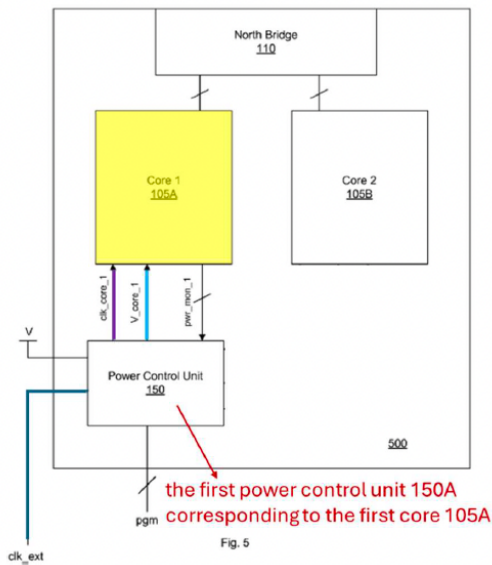 North Bridge
110
Core 1
105A
Core 2
105B
clk_core_1
V_core_1
pwr_mon_1
V
Power Control Unit
150
500
the first power control unit 150A
corresponding to the first core 105A
pgm
Fig. 5
clk_ext